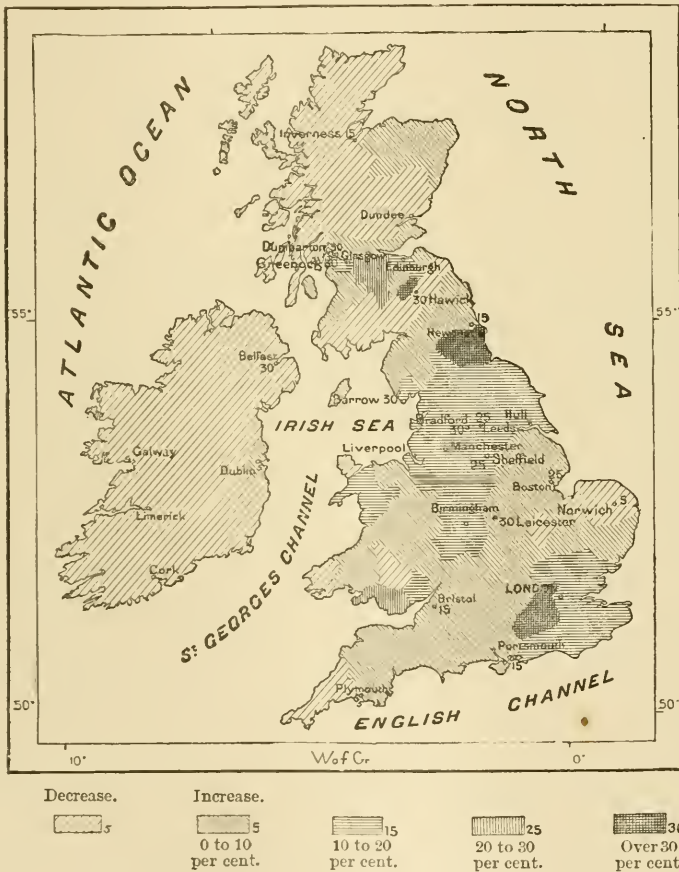 ATLANTIC OCEAN
NORTH
SEA
Inverness 15
Dundee
Dumbarton 30
Glasgow
Greenock
Edinburgh
30 Hawick
55°
55°
15
Newcastle
Belfast
30
Barrow 30
IRISH SEA
Bradford 25
Hull
30
Leeds
Liverpool
Manchester
25
Sheffield
Galway
Dublin
Boston
25
Limerick
Birmingham
30 Leicester
Norwich 5
Cork
ST GEORGES CHANNEL
Bristol
15
LOND
Portsmouth
15
50°
50°
Plymouth
5
ENGLISH CHANNEL
10°
W of Gr
0°
Decrease.
Increase.
5
5
15
25
30
0 to 10
10 to 20
20 to 30
Over 30
per cent.
per cent.
per cent.
per cent